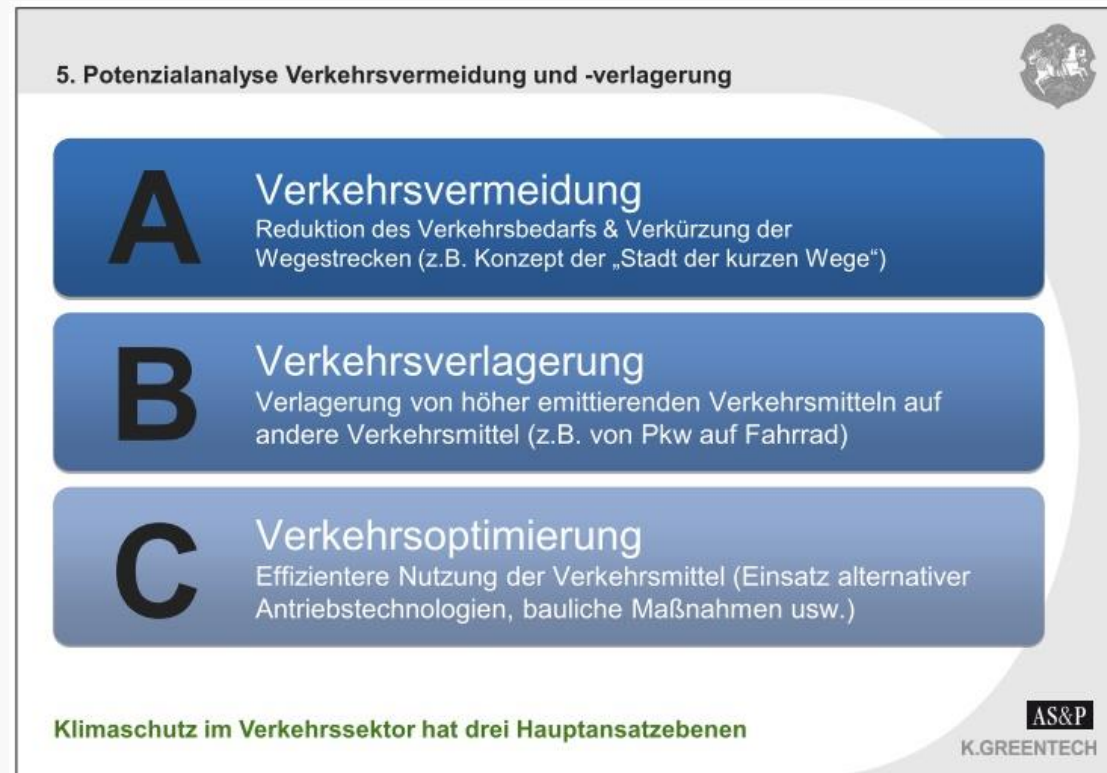 5. Potenzialanalyse Verkehrsvermeidung und -verlagerung
A
Verkehrsvermeidung
Reduktion des Verkehrsbedarfs & Verkürzung der
Wegestrecken (z.B. Konzept der „Stadt der kurzen Wege“)
B
Verkehrsverlagerung
Verlagerung von höher emittierenden Verkehrsmitteln auf
andere Verkehrsmittel (z.B. von Pkw auf Fahrrad)
C
Verkehrsoptimierung
Effizientere Nutzung der Verkehrsmittel (Einsatz alternativer
Antriebstechnologien, bauliche Maßnahmen usw.)
Klimaschutz im Verkehrssektor hat drei Hauptansatzebenen
AS&P
K.GREENTECH